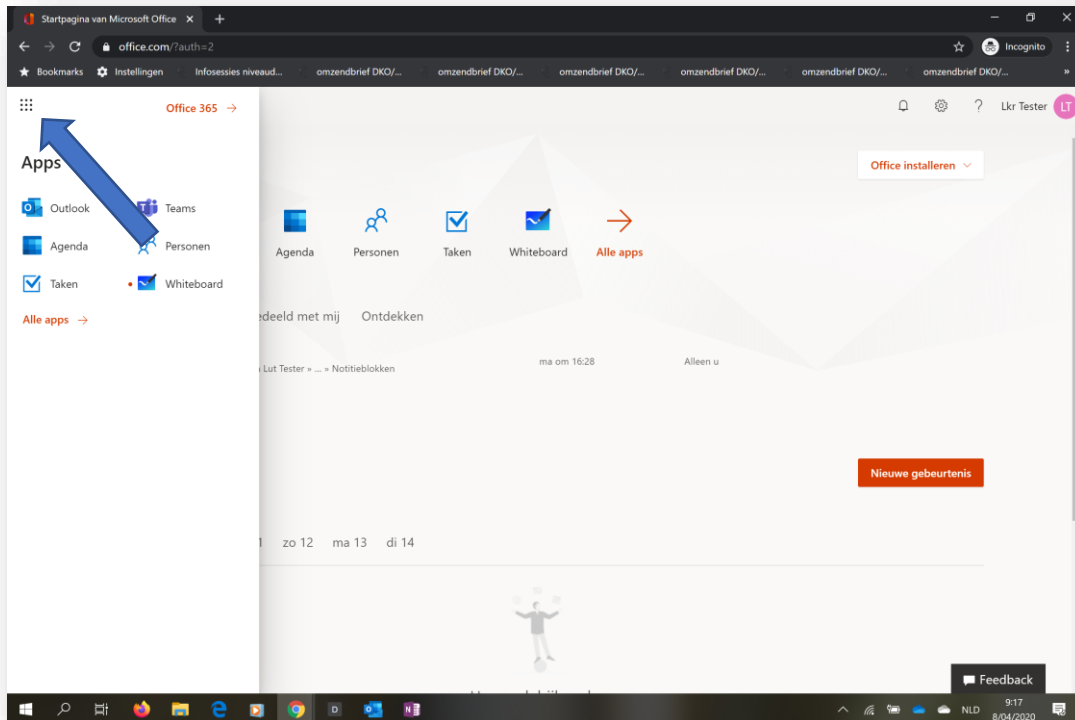 Startpagina van Microsoft Office
office.com/?auth=2
Incognito
Bookmarks Instellingen Infosessies niveaud... omzendbrief DKO/... omzendbrief DKO/... omzendbrief DKO/... omzendbrief DKO/... omzendbrief DKO/... omzendbrief DKO/... »
Office 365 →
? Lkr Tester LT
Apps
Office installeren
Outlook Teams
Agenda Personen
Taken Whiteboard
Alle apps →
Agenda Personen Taken Whiteboard Alle apps
edeeld met mij Ontdekken
Lut Tester » ... » Notitieblokken ma om 16:28 Alleen u
Nieuwe gebeurtenis
1 zo 12 ma 13 di 14
Feedback
NLD 9:17
8/04/2020